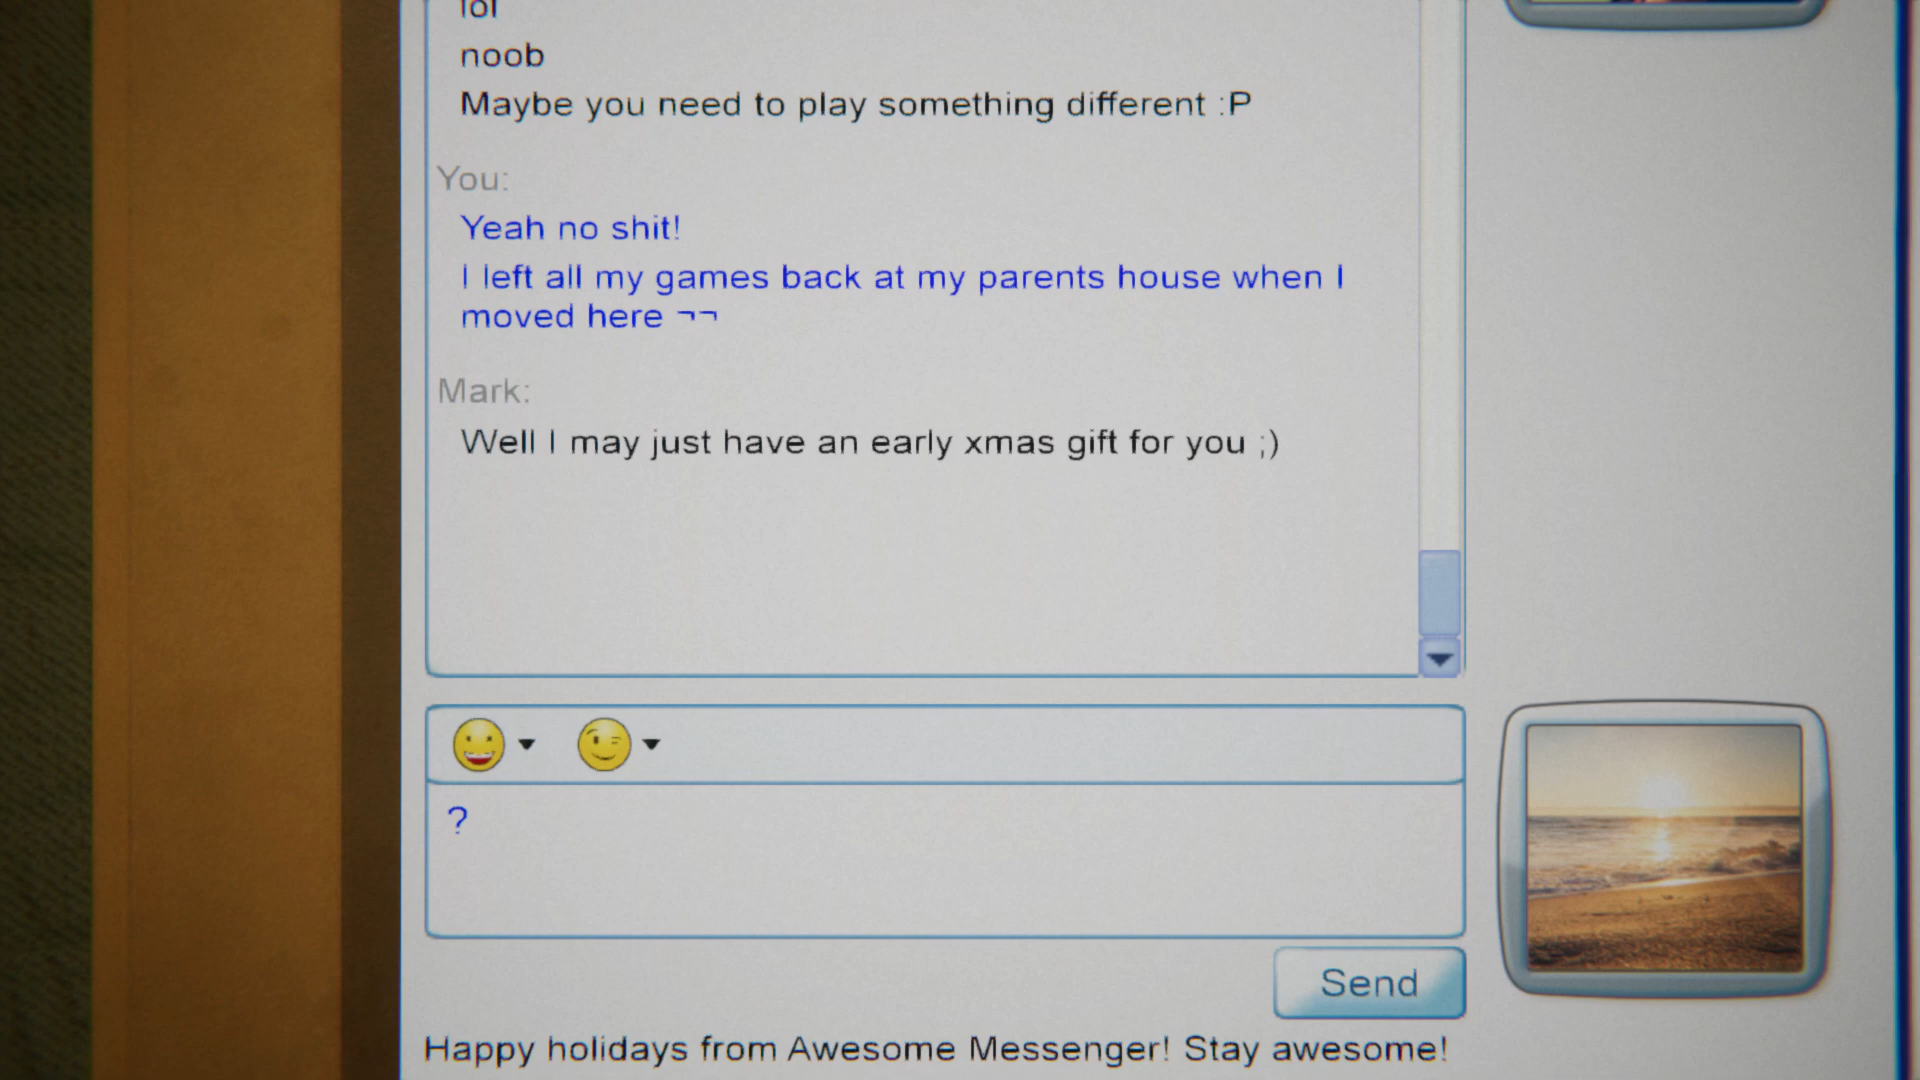 lol
noob
Maybe you need to play something different :P
You:
Yeah no shit!
I left all my games back at my parents house when I
moved here ¬¬
Mark:
Well I may just have an early xmas gift for you ;)
?
Send
Happy holidays from Awesome Messenger! Stay awesome!